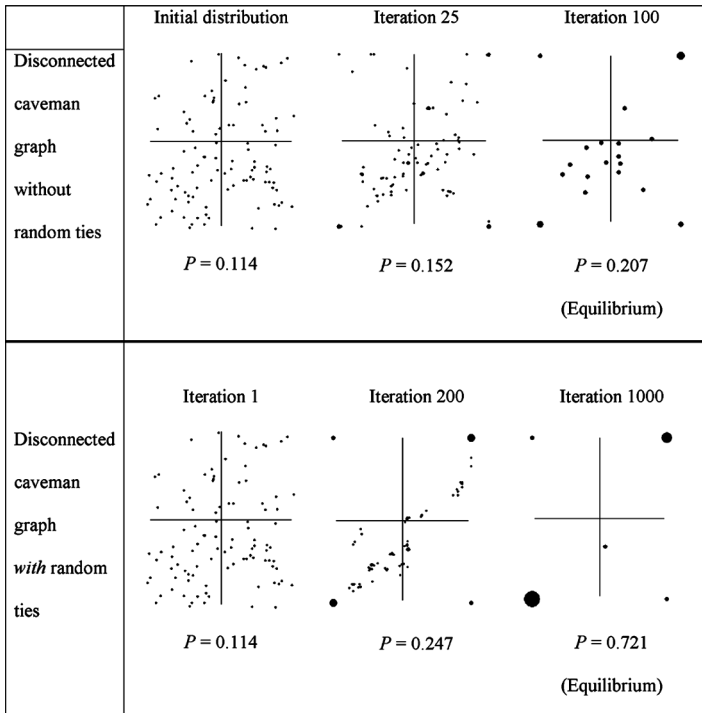 Initial distribution
Iteration 25
Iteration 100
Disconnected
caveman
graph
without
random ties
P = 0.114
P = 0.152
P = 0.207
(Equilibrium)
Iteration 1
Iteration 200
Iteration 1000
Disconnected
caveman
graph
with random
ties
P = 0.114
P = 0.247
P = 0.721
(Equilibrium)